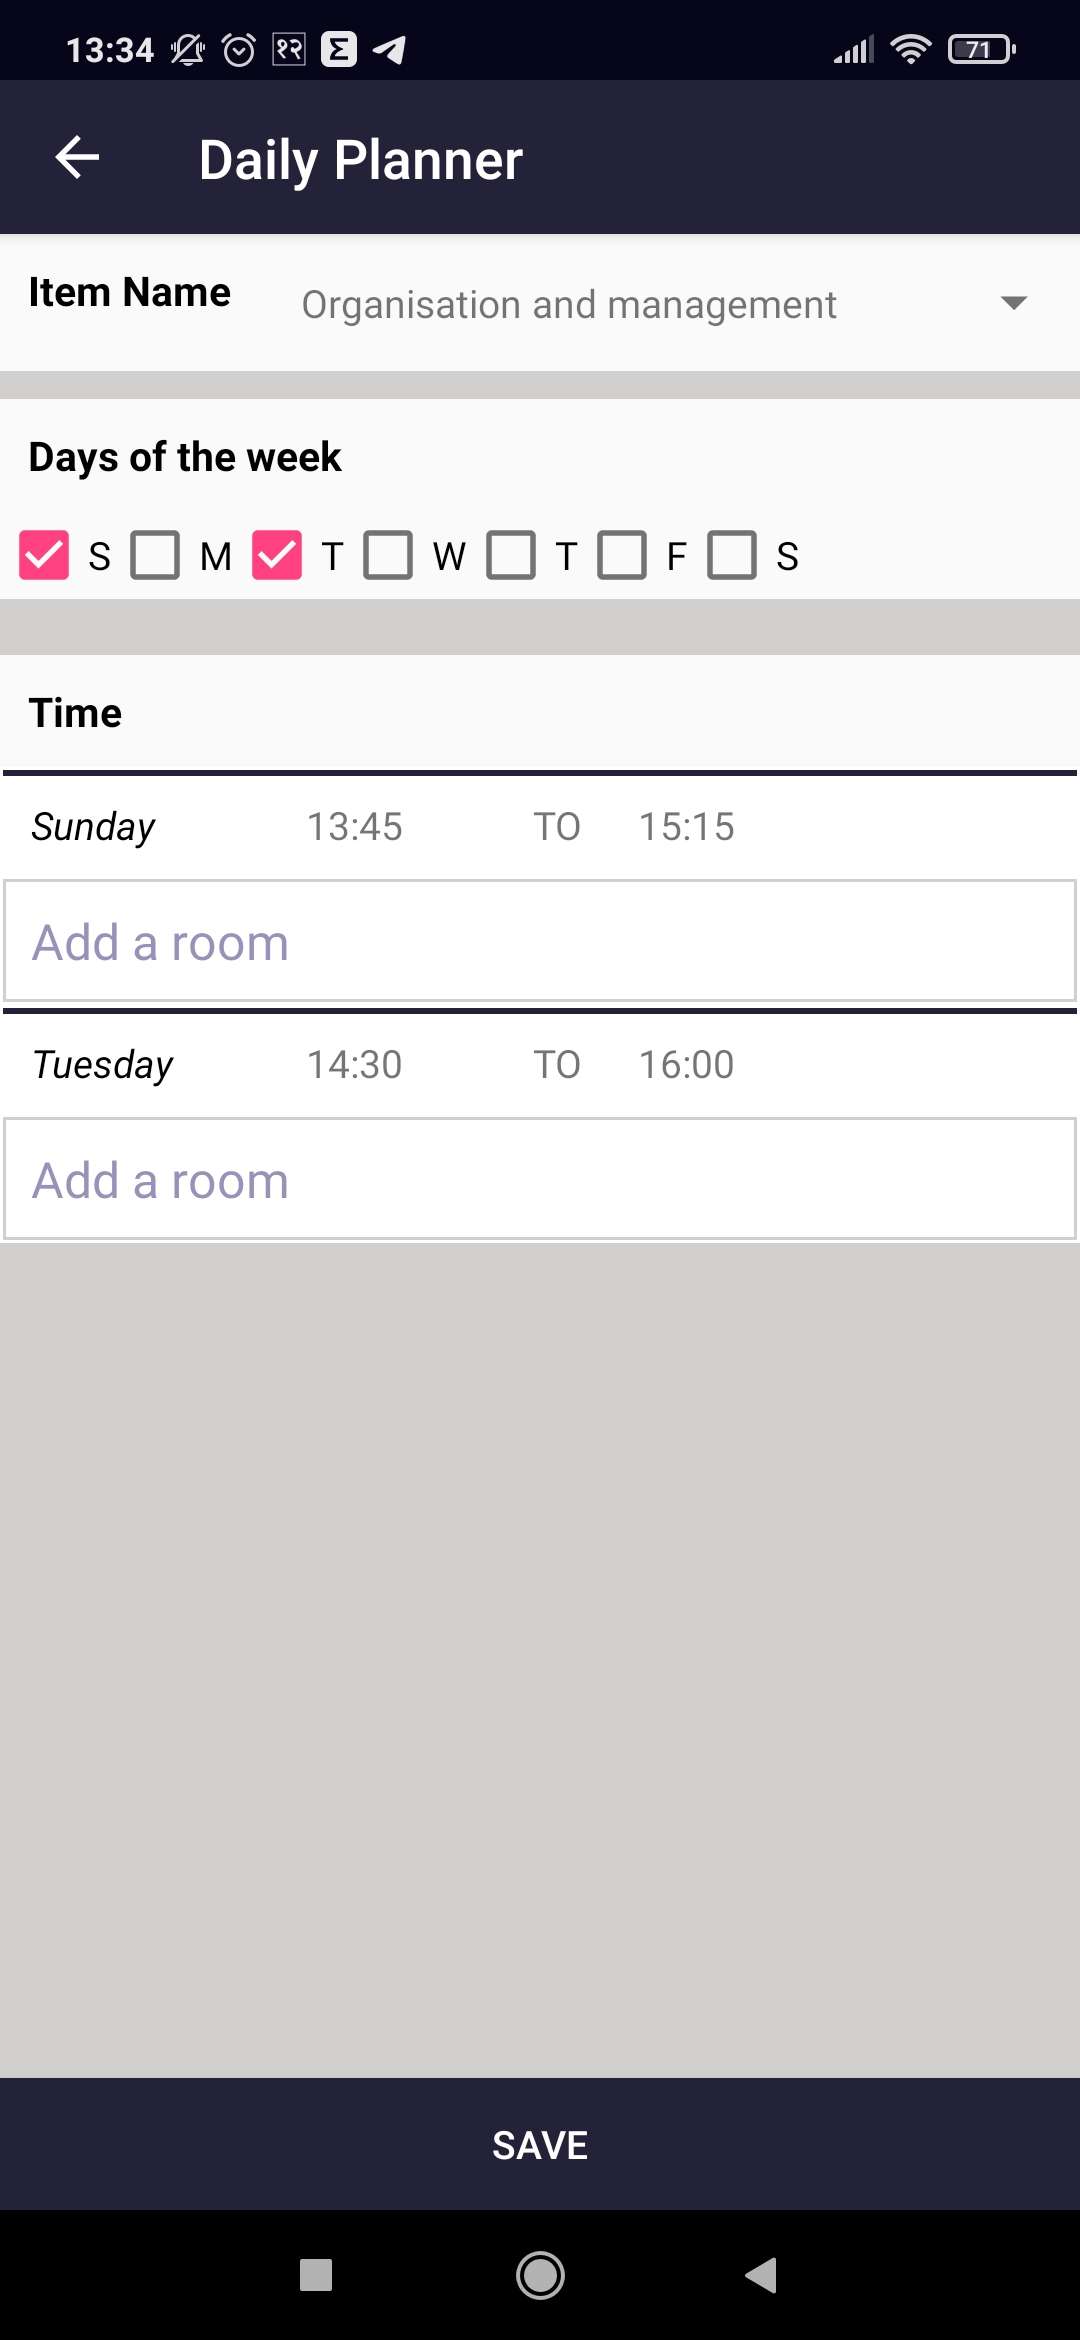 13:34 १२ Σ 71
Daily Planner
Item Name Organisation and management
Days of the week
S M T W T F S
Time
Sunday 13:45 TO 15:15
Add a room
Tuesday 14:30 TO 16:00
Add a room
SAVE